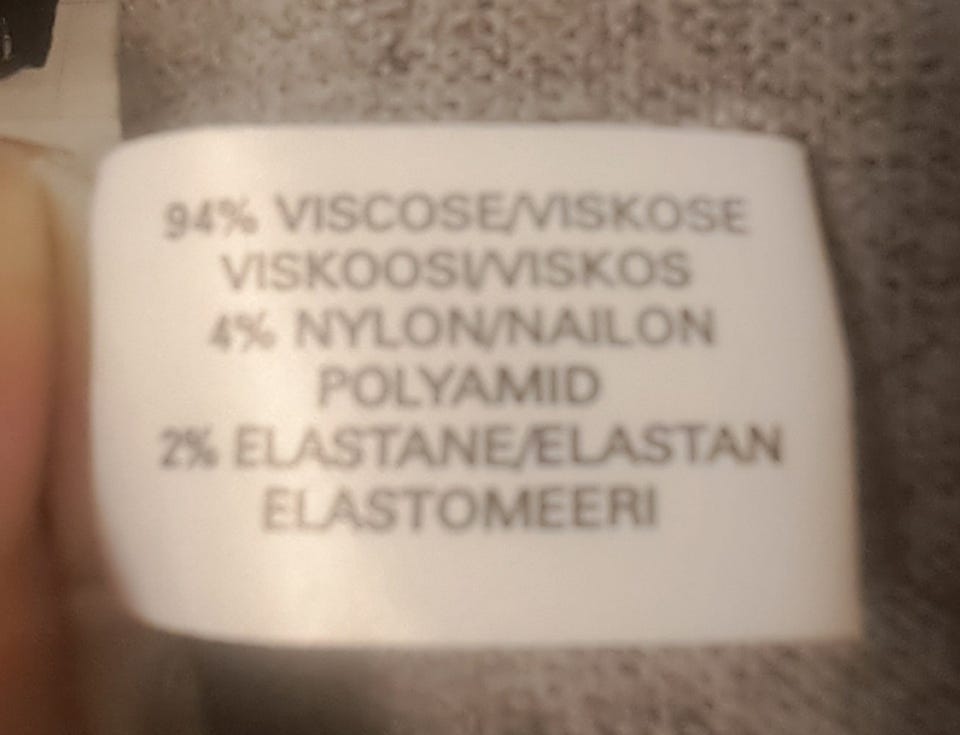 94% VISCOSE/VISKOSE
VISKOOSI/VISKOS
4% NYLON/NAILON
POLYAMID
2% ELASTANE/ELASTAN
ELASTOMEERI